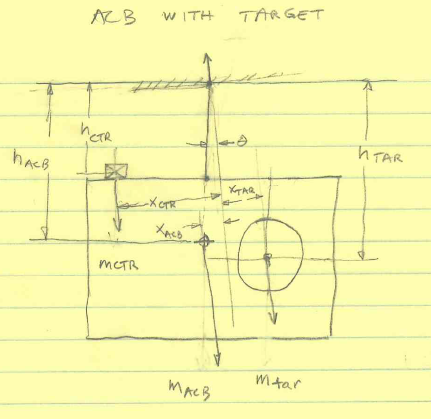 ACB WITH TARGET
hCTR
hACB
θ
hTAR
xTAR
xCTR
xACB
mCTR
mACB
mtar